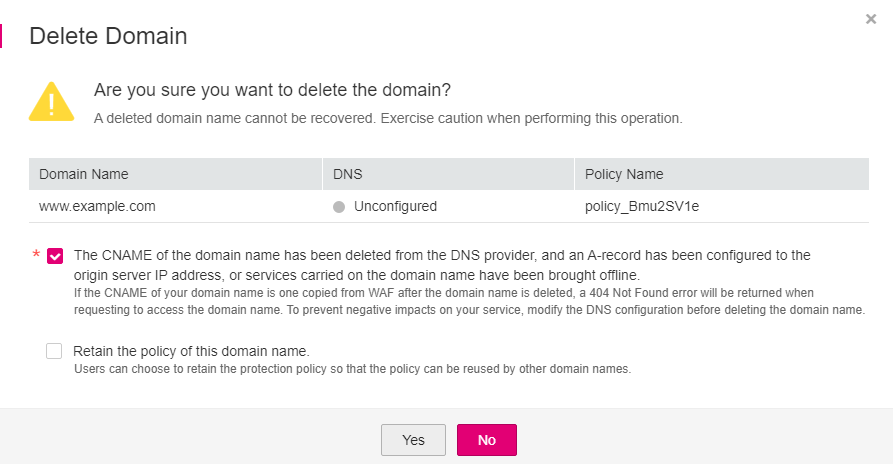 Delete Domain
Are you sure you want to delete the domain?
A deleted domain name cannot be recovered. Exercise caution when performing this operation.
Domain Name DNS Policy Name
www.example.com Unconfigured policy_Bmu2SV1e
* The CNAME of the domain name has been deleted from the DNS provider, and an A-record has been configured to the
origin server IP address, or services carried on the domain name have been brought offline.
If the CNAME of your domain name is one copied from WAF after the domain name is deleted, a 404 Not Found error will be returned when
requesting to access the domain name. To prevent negative impacts on your service, modify the DNS configuration before deleting the domain name.
Retain the policy of this domain name.
Users can choose to retain the protection policy so that the policy can be reused by other domain names.
Yes No